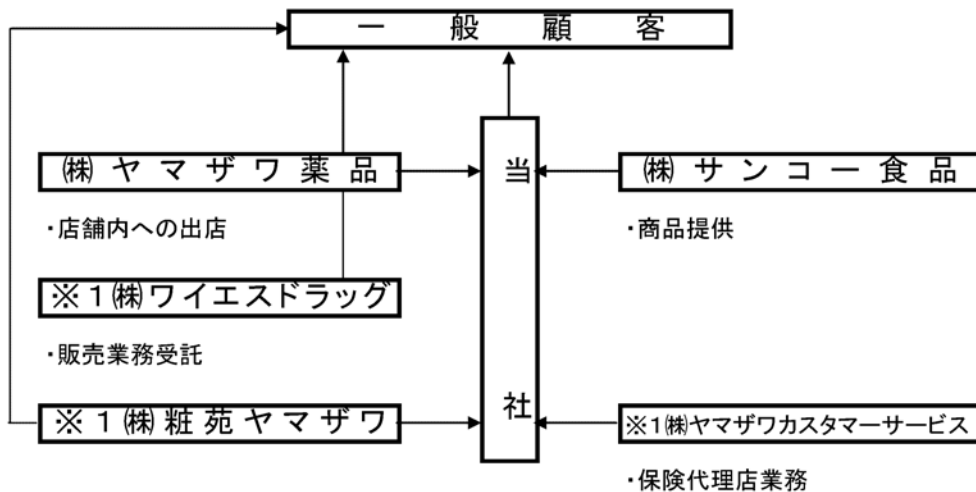 一般顧客
㈱ヤマザワ薬品
・店舗内への出店
※1㈱ワイエスドラッグ
・販売業務受託
※1㈱粧苑ヤマザワ
当社
㈱サンコー食品
・商品提供
※1㈱ヤマザワカスタマーサービス
・保険代理店業務